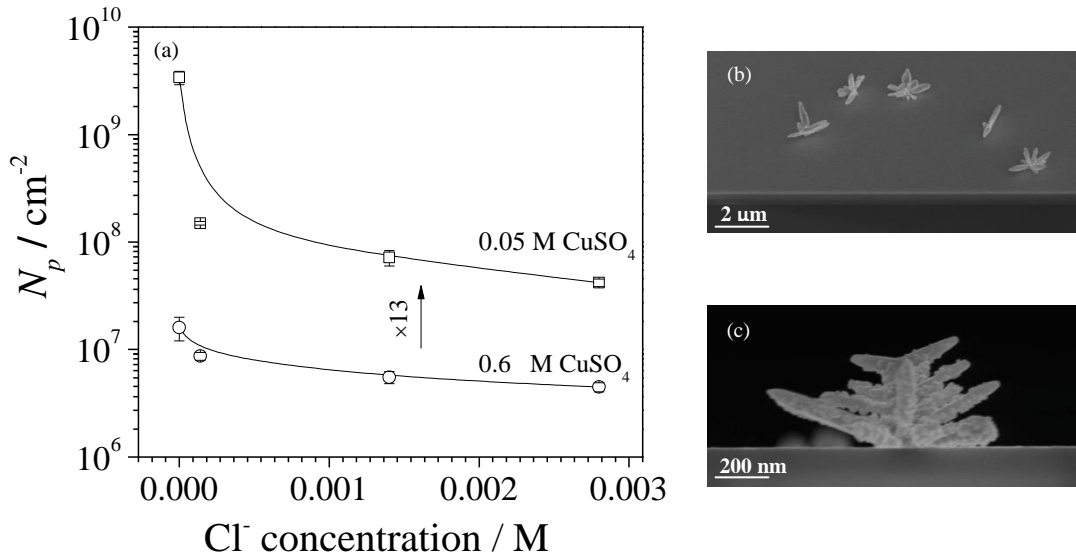 (a)
10^10
10^9
10^8
10^7
10^6
N_p / cm^-2
0.05 M CuSO_4
×13
0.6 M CuSO_4
0.000 0.001 0.002 0.003
Cl^- concentration / M
(b)
2 μm
(c)
200 nm